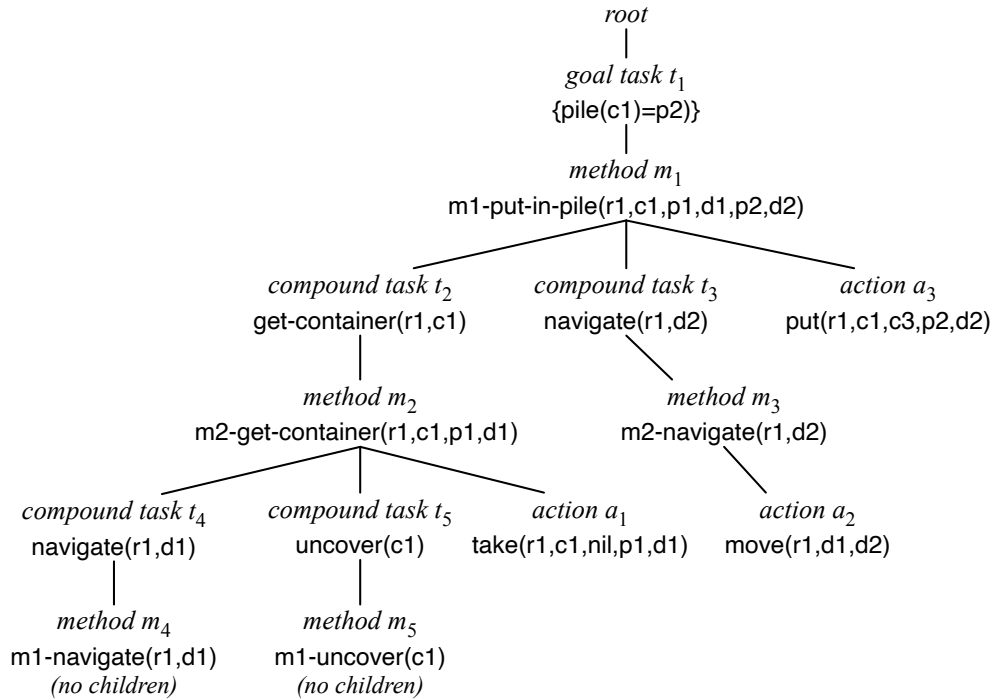 root
goal task t1
{pile(c1)=p2)}
method m1
m1-put-in-pile(r1,c1,p1,d1,p2,d2)
compound task t2 compound task t3 action a3
get-container(r1,c1) navigate(r1,d2) put(r1,c1,c3,p2,d2)
method m2 method m3
m2-get-container(r1,c1,p1,d1) m2-navigate(r1,d2)
compound task t4 compound task t5 action a1 action a2
navigate(r1,d1) uncover(c1) take(r1,c1,nil,p1,d1) move(r1,d1,d2)
method m4 method m5
m1-navigate(r1,d1) m1-uncover(c1)
(no children) (no children)